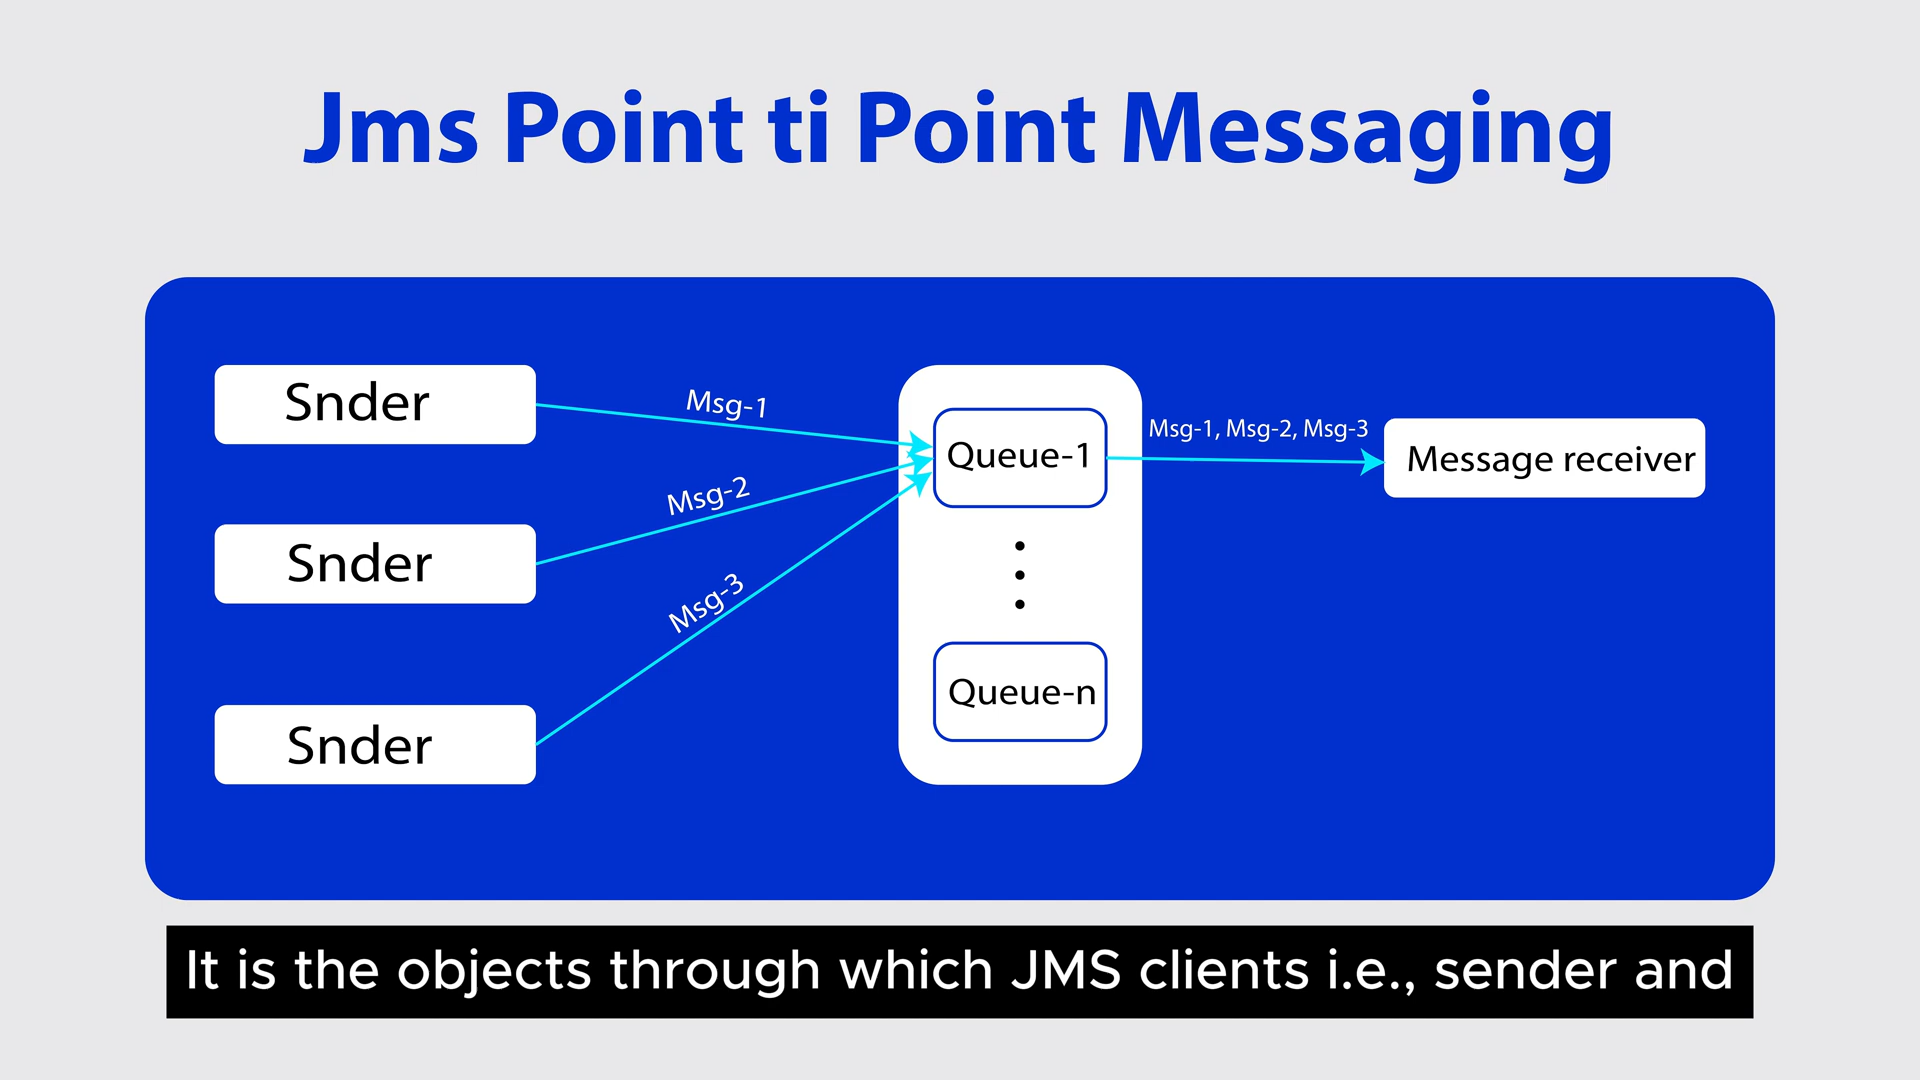 Jms Point ti Point Messaging
Snder
Msg-1
Queue-1
Msg-1, Msg-2, Msg-3
Message receiver
Snder
Msg-2
Msg-3
Queue-n
Snder
It is the objects through which JMS clients i.e., sender and